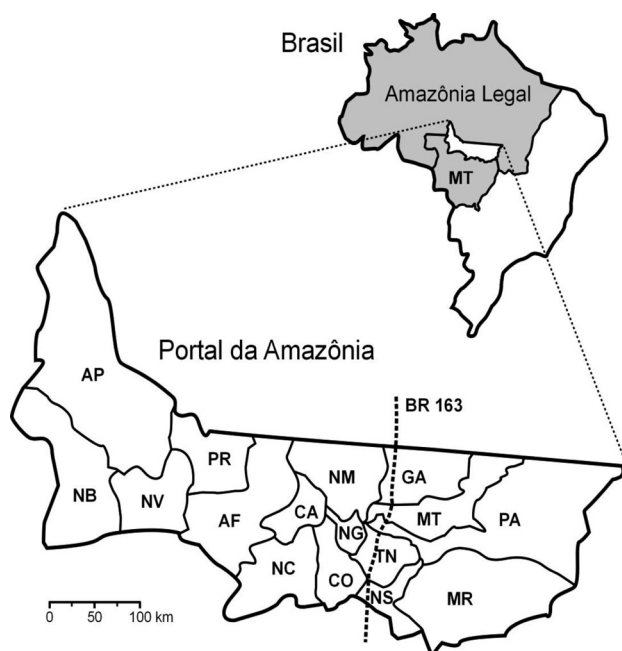 Brasil
Amazônia Legal
MT
Portal da Amazônia
AP
BR 163
PR
NM
GA
NB
NV
AF
CA
NG
MT
PA
TN
NC
CO
NS
MR
0 50 100 km